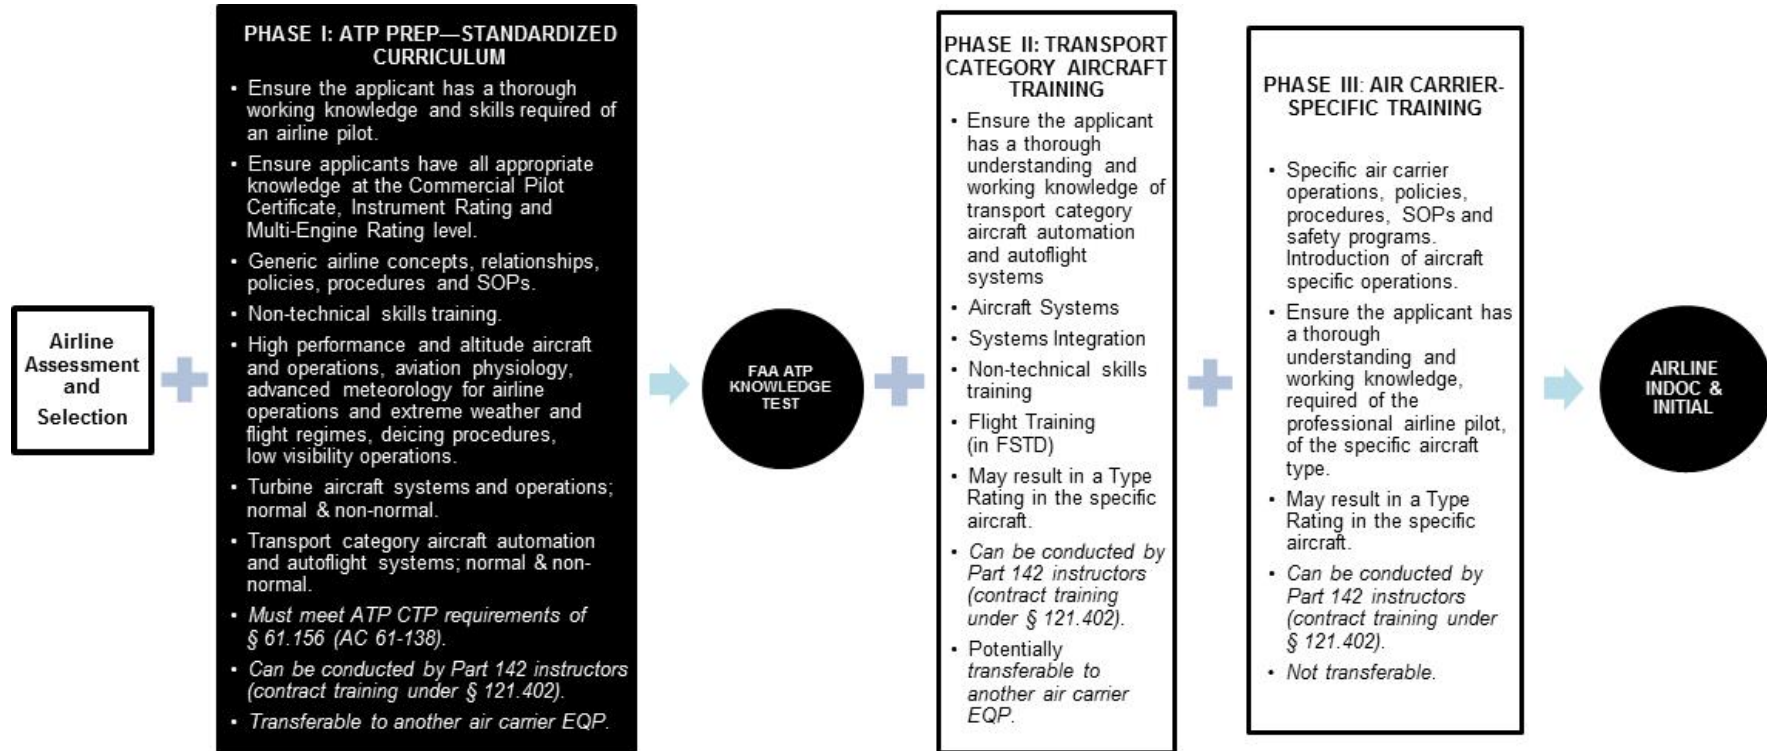 Airline
Assessment
and
Selection
PHASE I: ATP PREP—STANDARDIZED
CURRICULUM
• Ensure the applicant has a thorough
working knowledge and skills required of
an airline pilot.
• Ensure applicants have all appropriate
knowledge at the Commercial Pilot
Certificate, Instrument Rating and
Multi-Engine Rating level.
• Generic airline concepts, relationships,
policies, procedures and SOPs.
• Non-technical skills training.
• High performance and altitude aircraft
and operations, aviation physiology,
advanced meteorology for airline
operations and extreme weather and
flight regimes, deicing procedures,
low visibility operations.
• Turbine aircraft systems and operations;
normal & non-normal.
• Transport category aircraft automation
and autoflight systems; normal & non-
normal.
• Must meet ATP CTP requirements of
§ 61.156 (AC 61-138).
• Can be conducted by Part 142 instructors
(contract training under § 121.402).
• Transferable to another air carrier EQP.
FAA ATP
KNOWLEDGE
TEST
PHASE II: TRANSPORT
CATEGORY AIRCRAFT
TRAINING
• Ensure the applicant
has a thorough
understanding and
working knowledge of
transport category
aircraft automation
and autoflight
systems
• Aircraft Systems
• Systems Integration
• Non-technical skills
training
• Flight Training
(in FSTD)
• May result in a Type
Rating in the specific
aircraft.
• Can be conducted by
Part 142 instructors
(contract training
under § 121.402).
• Potentially
transferable to
another air carrier
EQP.
PHASE III: AIR CARRIER-
SPECIFIC TRAINING
• Specific air carrier
operations, policies,
procedures, SOPs and
safety programs.
Introduction of aircraft
specific operations.
• Ensure the applicant has
a thorough
understanding and
working knowledge,
required of the
professional airline pilot,
of the specific aircraft
type.
• May result in a Type
Rating in the specific
aircraft.
• Can be conducted by
Part 142 instructors
(contract training under
§ 121.402).
• Not transferable.
AIRLINE
INDOC &
INITIAL